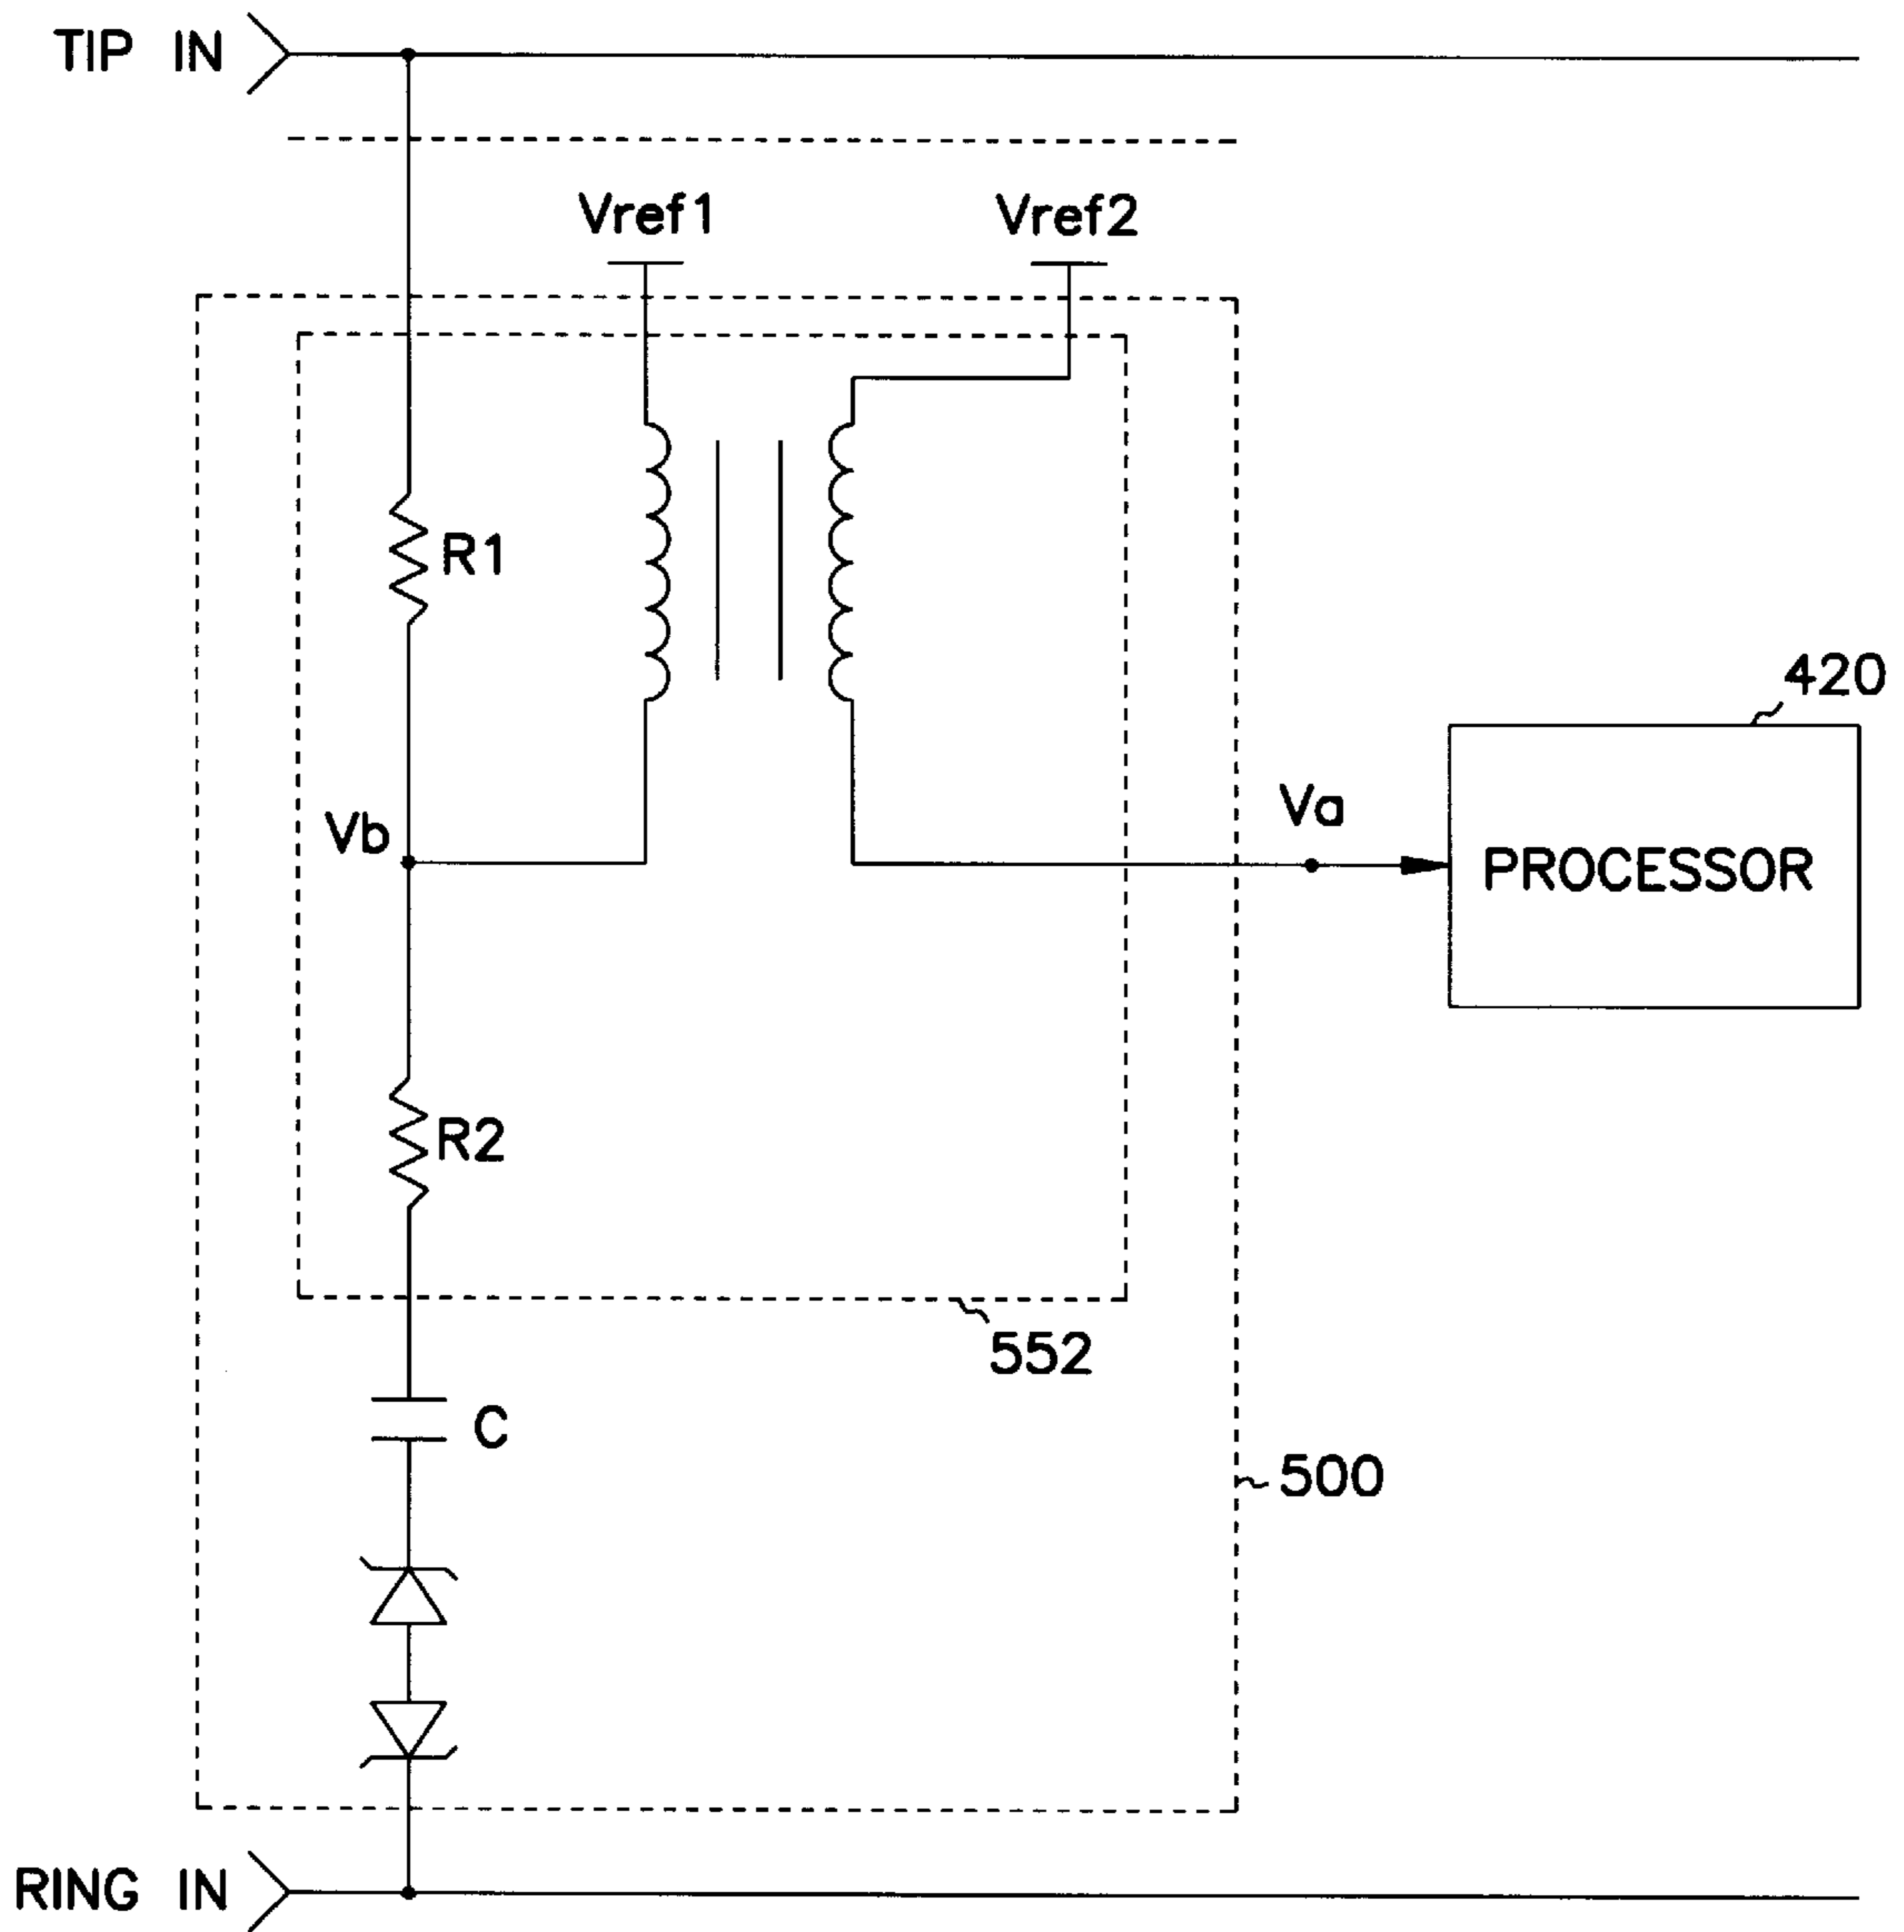 TIP IN
Vref1
Vref2
R1
420
Vb
Va
PROCESSOR
R2
552
C
500
RING IN